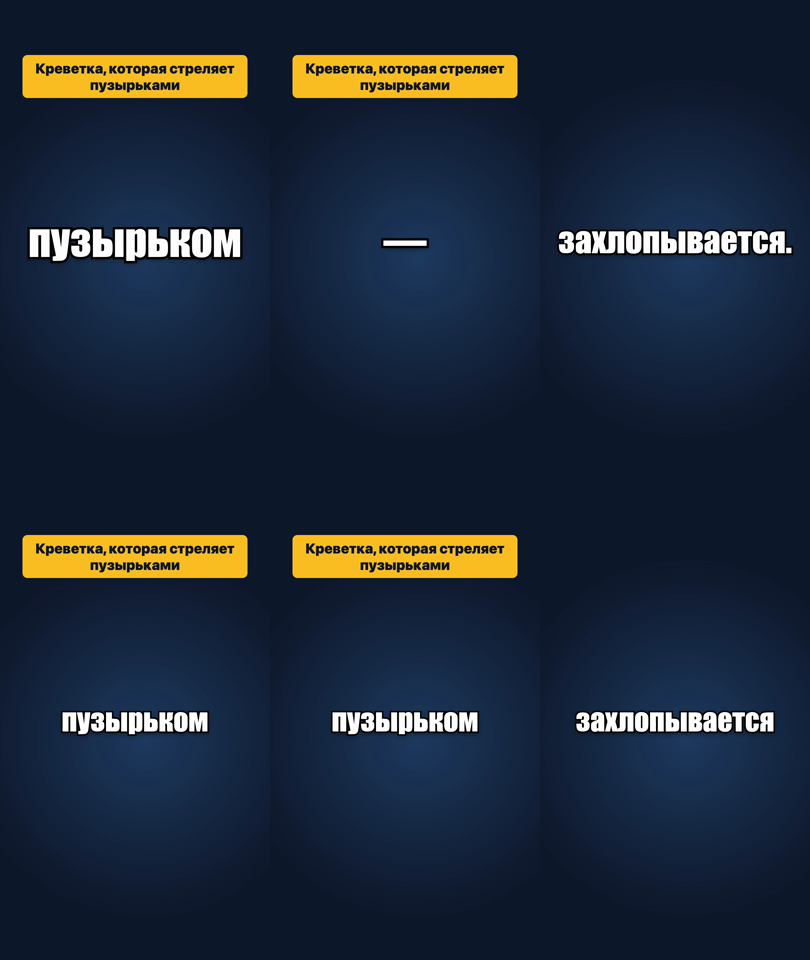 Креветка, которая стреляет
пузырьками
Креветка, которая стреляет
пузырьками
пузырьком
—
захлопывается.
Креветка, которая стреляет
пузырьками
Креветка, которая стреляет
пузырьками
пузырьком
пузырьком
захлопывается